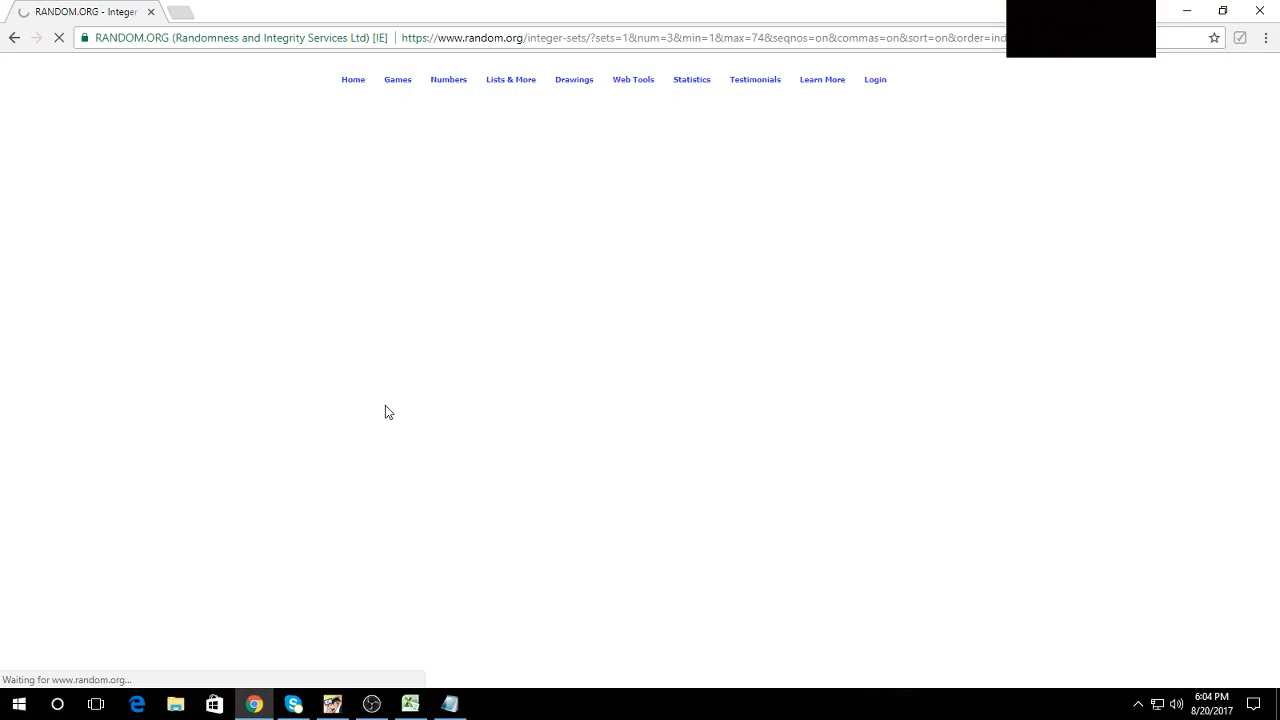 RANDOM.ORG - Integer
RANDOM.ORG (Randomness and Integrity Services Ltd) [IE] https://www.random.org/integer-sets/?sets=1&num=3&min=1&max=74&seqnos=on&commas=on&sort=on&order=ind
Home Games Numbers Lists & More Drawings Web Tools Statistics Testimonials Learn More Login
Waiting for www.random.org...
6:04 PM
8/20/2017